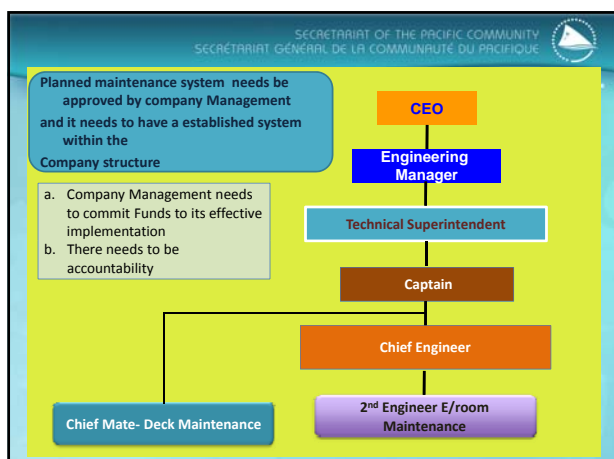 SECRETARIAT OF THE PACIFIC COMMUNITY
SECRÉTARIAT GÉNÉRAL DE LA COMMUNAUTÉ DU PACIFIQUE
Planned maintenance system needs be
approved by company Management
and it needs to have a established system
within the
Company structure
a. Company Management needs
to commit Funds to its effective
implementation
b. There needs to be
accountability
CEO
Engineering
Manager
Technical Superintendent
Captain
Chief Engineer
Chief Mate- Deck Maintenance
2nd Engineer E/room
Maintenance